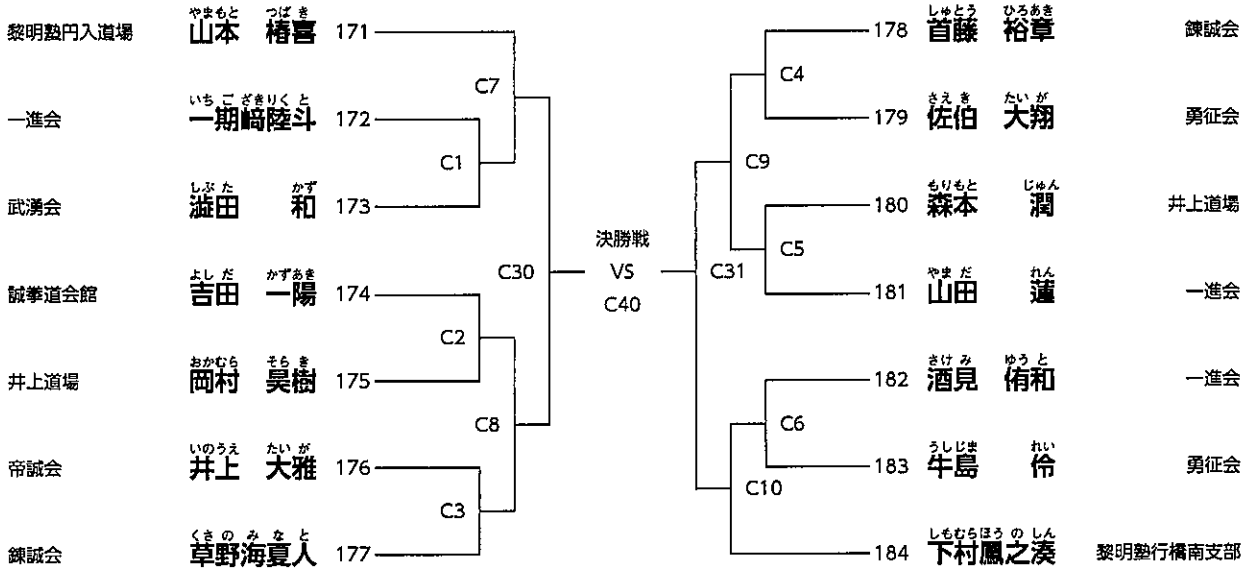 やまもと つばき
黎明塾円入道場 山本 椿喜 171
いちござきりくと
一進会 一期﨑陸斗 172
しぶた かず
武湧会 澁田 和 173
よしだ かずあき
誠拳道会館 吉田 一陽 174
おかむら そらき
井上道場 岡村 昊樹 175
いのうえ たいが
帝誠会 井上 大雅 176
くさのみなと
錬誠会 草野海夏人 177
C7
C1
C30
C2
C8
C3
決勝戦
VS
C40
しゅとう ひろあき
178 首藤 裕章 錬誠会
C4
さえき たいが
179 佐伯 大翔 勇征会
C9
もりもと じゅん
180 森本 潤 井上道場
C5
C31
やまだ れん
181 山田 蓮 一進会
さけみ ゆうと
182 酒見 侑和 一進会
C6
うしじま れい
183 牛島 伶 勇征会
C10
しもむらほうのしん
184 下村鳳之湊 黎明塾行橋南支部